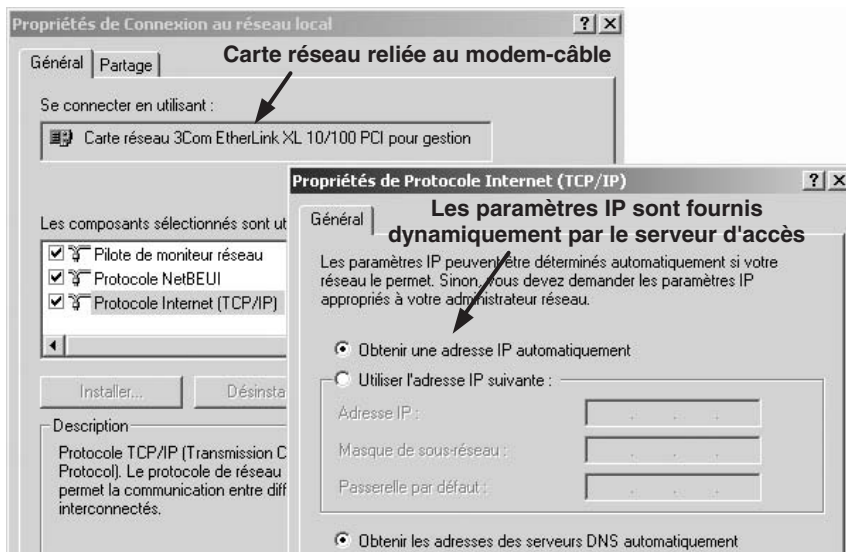 Propriétés de Connexion au réseau local
Carte réseau reliée au modem-câble
Général
Partage
Se connecter en utilisant :
Carte réseau 3Com EtherLink XL 10/100 PCI pour gestion
Les composants sélectionnés sont ut
Pilote de moniteur réseau
Protocole NetBEUI
Protocole Internet (TCP/IP)
Installer...
Désinsta
Description
Protocole TCP/IP (Transmission C
Protocol). Le protocole de réseau
permet la communication entre diff
interconnectés.
Propriétés de Protocole Internet (TCP/IP)
Général
Les paramètres IP sont fournis
dynamiquement par le serveur d'accès
Les paramètres IP peuvent être déterminés automatiquement si votre
réseau le permet. Sinon, vous devez demander les paramètres IP
appropriés à votre administrateur réseau.
Obtenir une adresse IP automatiquement
Utiliser l'adresse IP suivante :
Adresse IP :
Masque de sous-réseau :
Passerelle par défaut :
Obtenir les adresses des serveurs DNS automatiquement